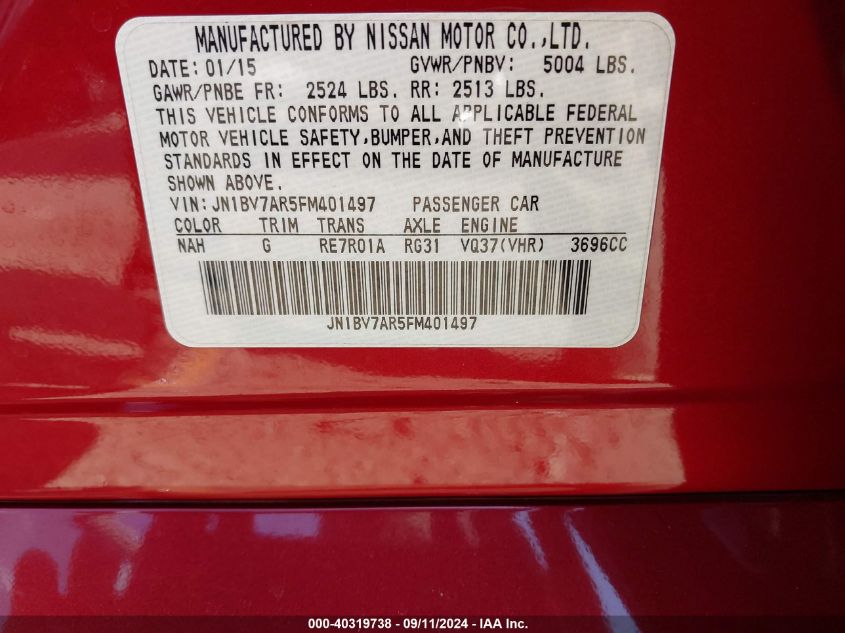 MANUFACTURED BY NISSAN MOTOR CO.,LTD.
DATE: 01/15 GVWR/PNBV: 5004 LBS.
GAWR/PNBE FR: 2524 LBS. RR: 2513 LBS.
THIS VEHICLE CONFORMS TO ALL APPLICABLE FEDERAL
MOTOR VEHICLE SAFETY,BUMPER,AND THEFT PREVENTION
STANDARDS IN EFFECT ON THE DATE OF MANUFACTURE
SHOWN ABOVE.
VIN:JN1BV7AR5FM401497 PASSENGER CAR
COLOR TRIM TRANS AXLE ENGINE
NAH G RE7R01A RG31 VQ37(VHR) 3696CC
JN1BV7AR5FM401497
000-40319738 - 09/11/2024 - IAA Inc.